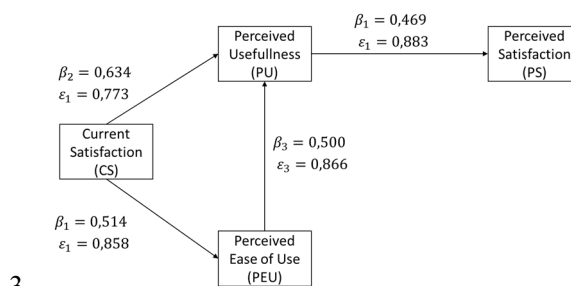 β₁ = 0,469
ε₁ = 0,883
Perceived
Usefullness
(PU)
Perceived
Satisfaction
(PS)
β₂ = 0,634
ε₁ = 0,773
Current
Satisfaction
(CS)
β₃ = 0,500
ε₃ = 0,866
β₁ = 0,514
ε₁ = 0,858
Perceived
Ease of Use
(PEU)
3